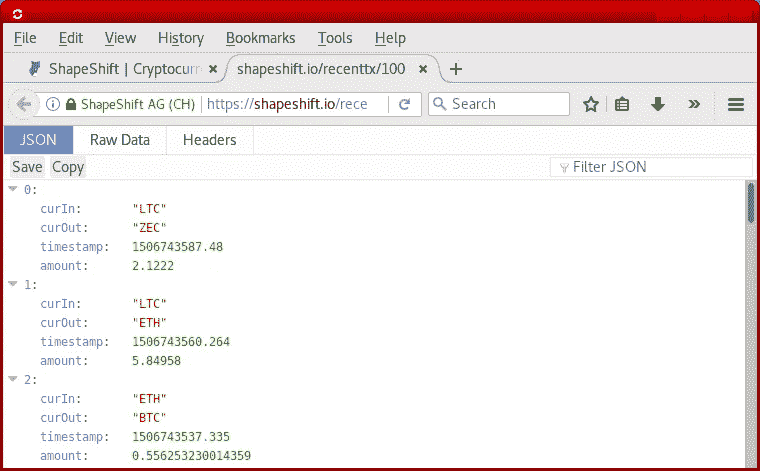 File Edit View History Bookmarks Tools Help
ShapeShift | Cryptocurre shapeshift.io/recenttx/100
ShapeShift AG (CH) https://shapeshift.io/rece Search
JSON Raw Data Headers
Save Copy Filter JSON
0:
curIn: "LTC"
curOut: "ZEC"
timestamp: 1506743587.48
amount: 2.1222
1:
curIn: "LTC"
curOut: "ETH"
timestamp: 1506743560.264
amount: 5.84958
2:
curIn: "ETH"
curOut: "BTC"
timestamp: 1506743537.335
amount: 0.556253230014359